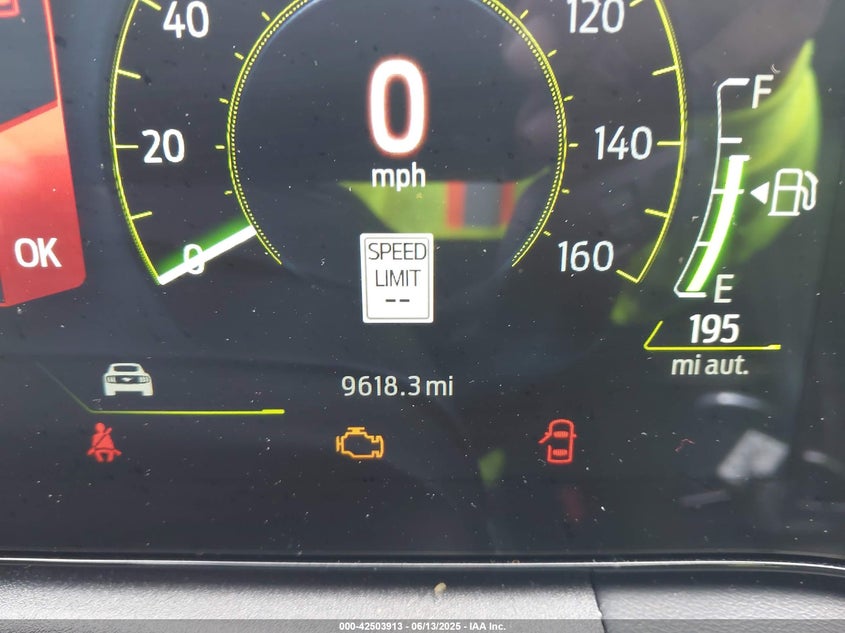 40
120
0
mph
F
20
140
OK
0
SPEED
LIMIT
--
160
E
195
mi aut.
9618.3 mi
000-42503913 - 06/13/2025 - IAA Inc.